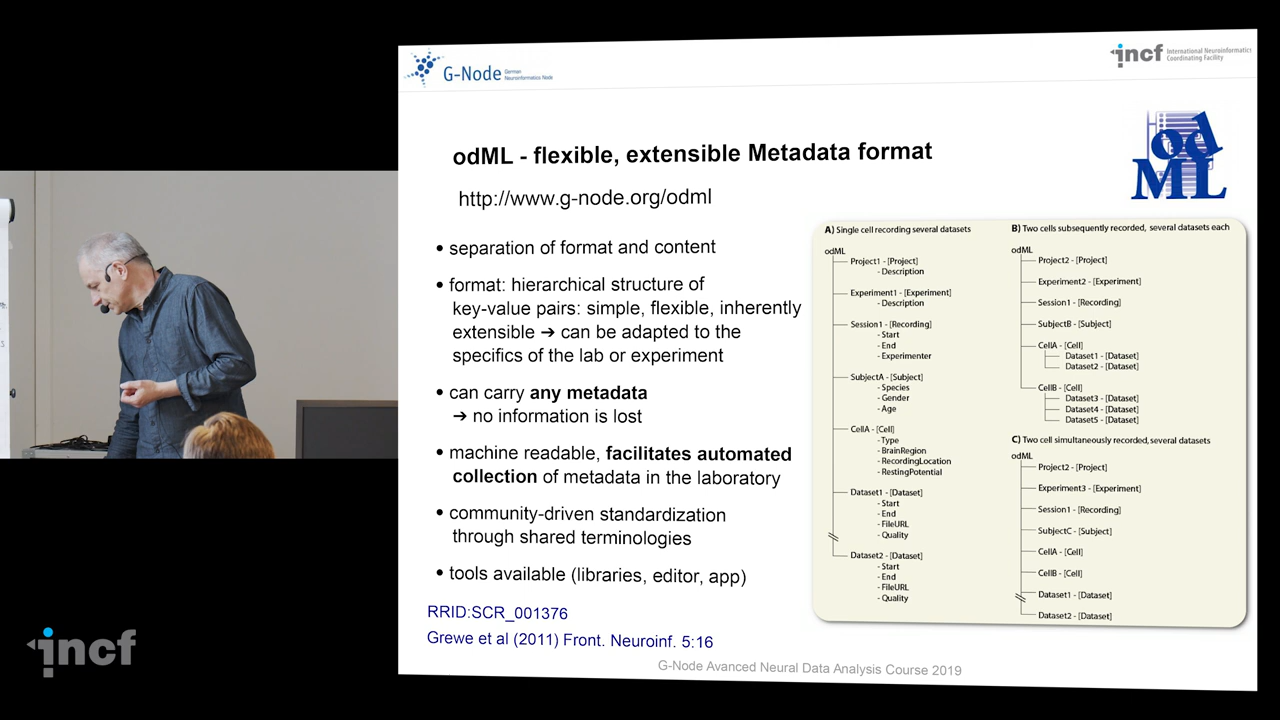 G-Node German Neuroinformatics Node
incf International Neuroinformatics Coordinating Facility
odML
odML - flexible, extensible Metadata format
http://www.g-node.org/odml
• separation of format and content
• format: hierarchical structure of
key-value pairs: simple, flexible, inherently
extensible ➔ can be adapted to the
specifics of the lab or experiment
• can carry any metadata
➔ no information is lost
• machine readable, facilitates automated
collection of metadata in the laboratory
• community-driven standardization
through shared terminologies
• tools available (libraries, editor, app)
RRID:SCR_001376
Grewe et al (2011) Front. Neuroinf. 5:16
A) Single cell recording several datasets
odML
Project1 - [Project]
- Description
Experiment1 - [Experiment]
- Description
Session1 - [Recording]
- Start
- End
- Experimenter
SubjectA - [Subject]
- Species
- Gender
- Age
CellA - [Cell]
- Type
- BrainRegion
- RecordingLocation
- RestingPotential
Dataset1 - [Dataset]
- Start
- End
- FileURL
- Quality
Dataset2 - [Dataset]
- Start
- End
- FileURL
- Quality
B) Two cells subsequently recorded, several datasets each
odML
Project2 - [Project]
Experiment2 - [Experiment]
Session1 - [Recording]
SubjectB - [Subject]
CellA - [Cell]
Dataset1 - [Dataset]
Dataset2 - [Dataset]
CellB - [Cell]
Dataset3 - [Dataset]
Dataset4 - [Dataset]
Dataset5 - [Dataset]
C) Two cell simultaneously recorded, several datasets
odML
Project2 - [Project]
Experiment3 - [Experiment]
Session1 - [Recording]
SubjectC - [Subject]
CellA - [Cell]
CellB - [Cell]
Dataset1 - [Dataset]
Dataset2 - [Dataset]
G-Node Avanced Neural Data Analysis Course 2019
incf